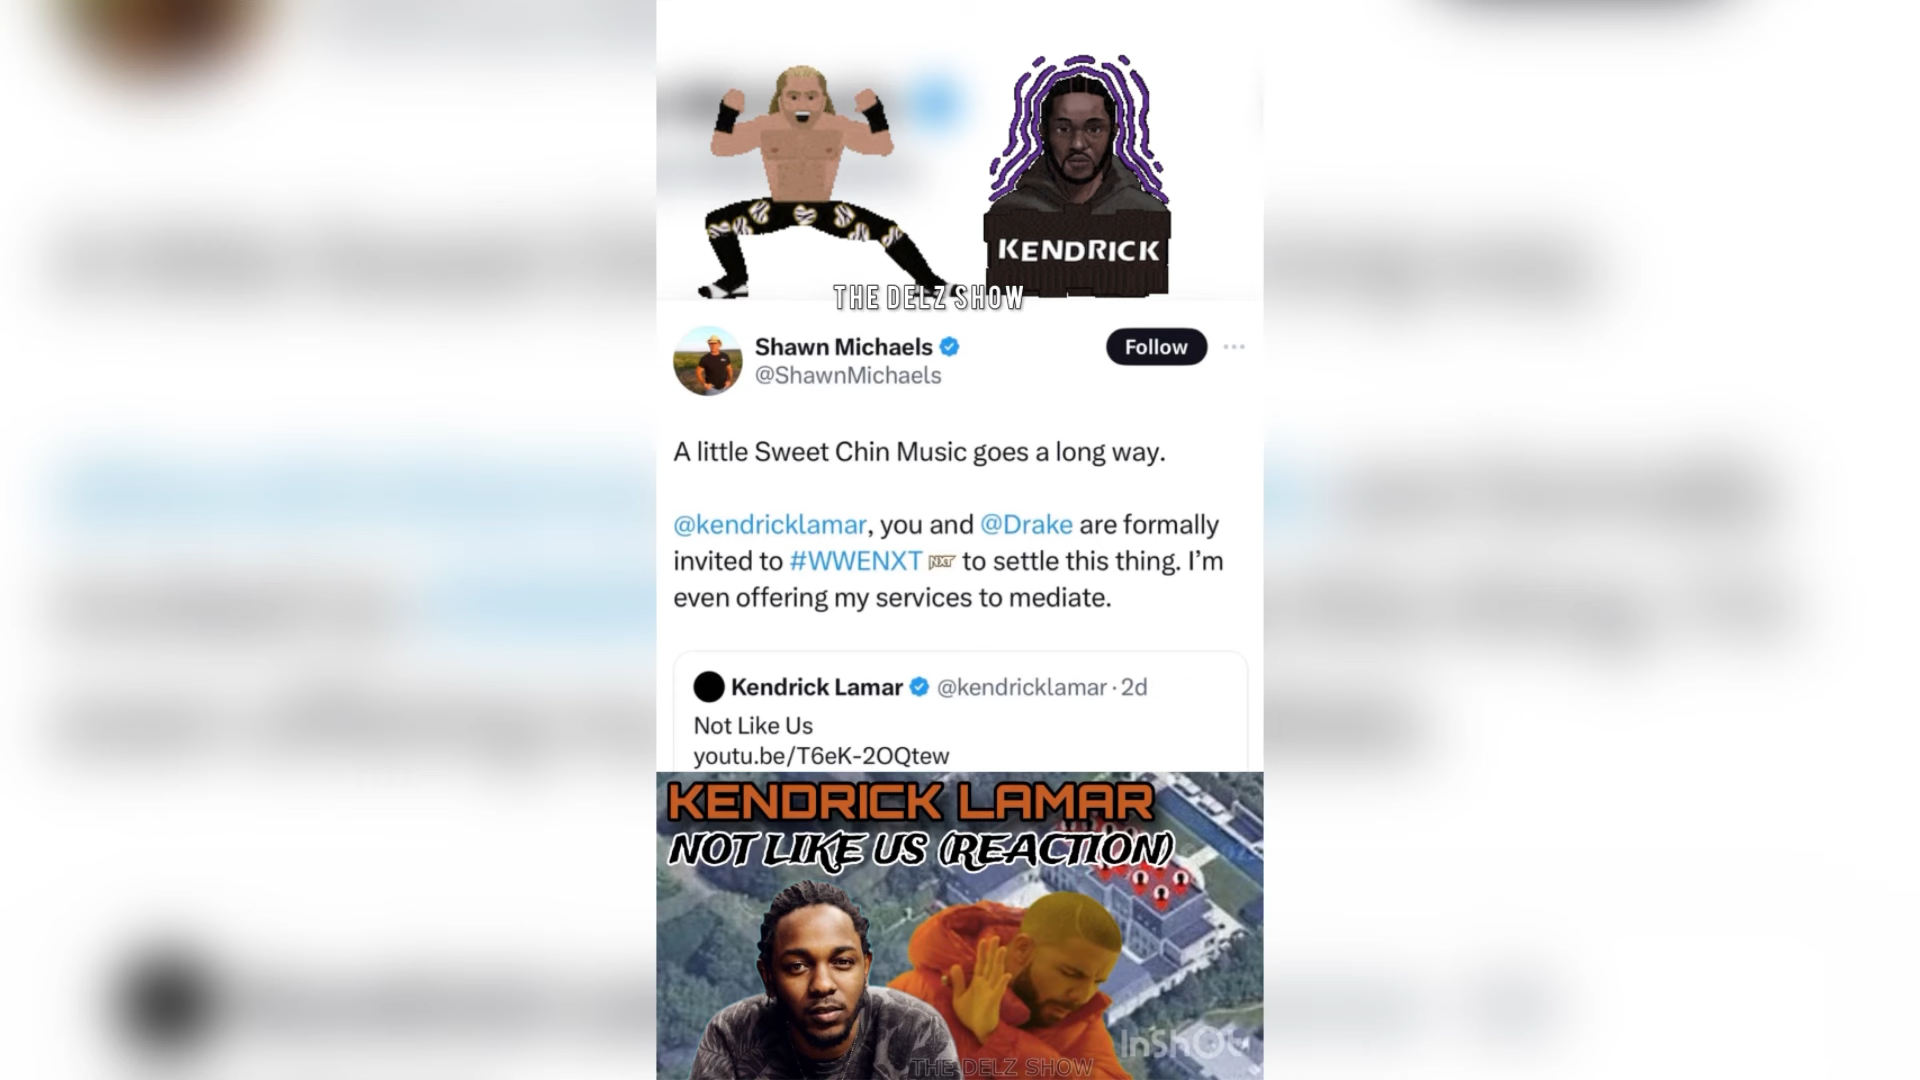 KENDRICK
THE DELZ SHOW
Shawn Michaels
Follow
@ShawnMichaels
A little Sweet Chin Music goes a long way.
@kendricklamar, you and @Drake are formally
invited to #WWENXT NXT to settle this thing. I’m
even offering my services to mediate.
Kendrick Lamar @kendricklamar · 2d
Not Like Us
youtu.be/T6eK-2OQtew
KENDRICK LAMAR
NOT LIKE US (REACTION)
InShOt
THE DELZ SHOW